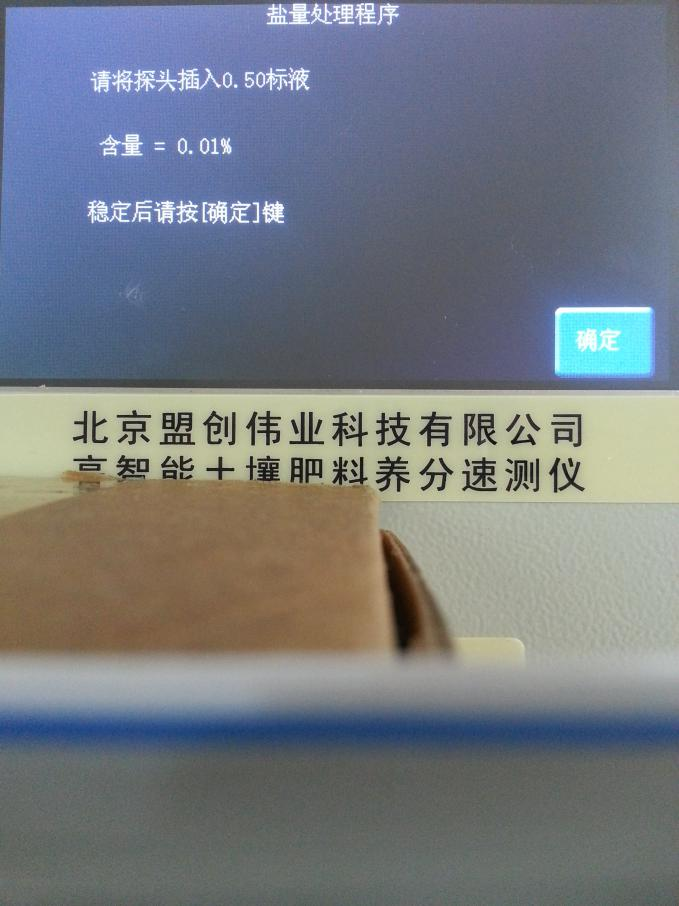 盐量处理程序
请将探头插入0.50标液
含量 = 0.01%
稳定后请按[确定]键
确定
北京盟创伟业科技有限公司
高智能土壤肥料养分速测仪